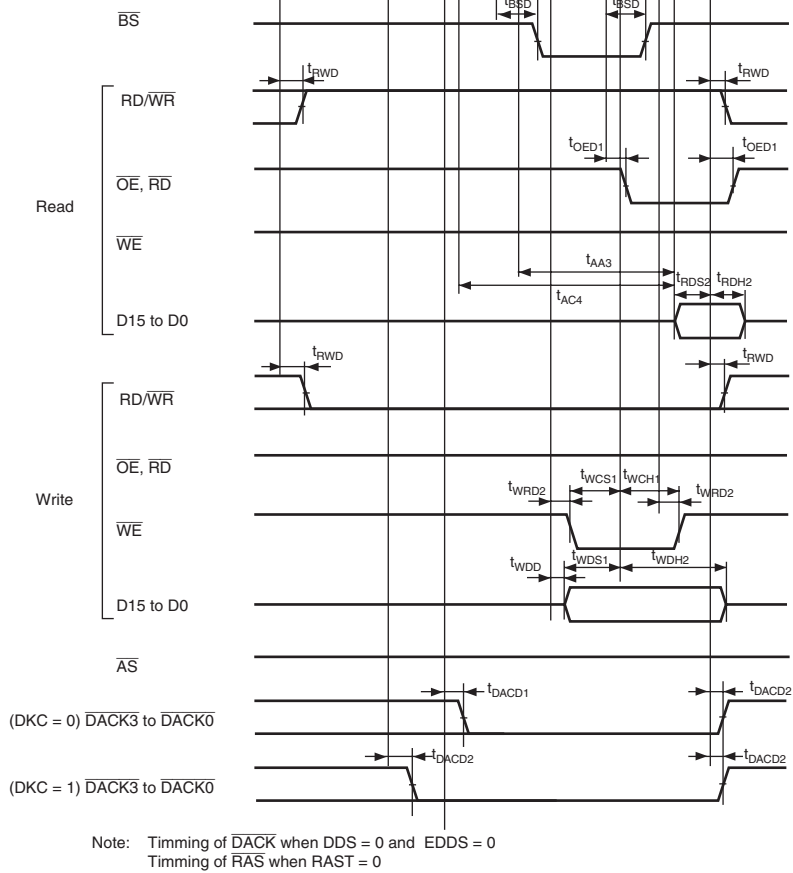 tBSD tBSD
BS
tRWD tRWD
RD/WR
tOED1 tOED1
OE, RD
Read
WE
tAA3
tRDS2 tRDH2
tAC4
D15 to D0
tRWD tRWD
RD/WR
OE, RD
tWCS1 tWCH1
Write
tWRD2 tWRD2
WE
tWDS1 tWDH2
tWDD
D15 to D0
AS
tDACD1 tDACD2
(DKC = 0) DACK3 to DACK0
tDACD2 tDACD2
(DKC = 1) DACK3 to DACK0
Note: Timming of DACK when DDS = 0 and EDDS = 0
Timming of RAS when RAST = 0